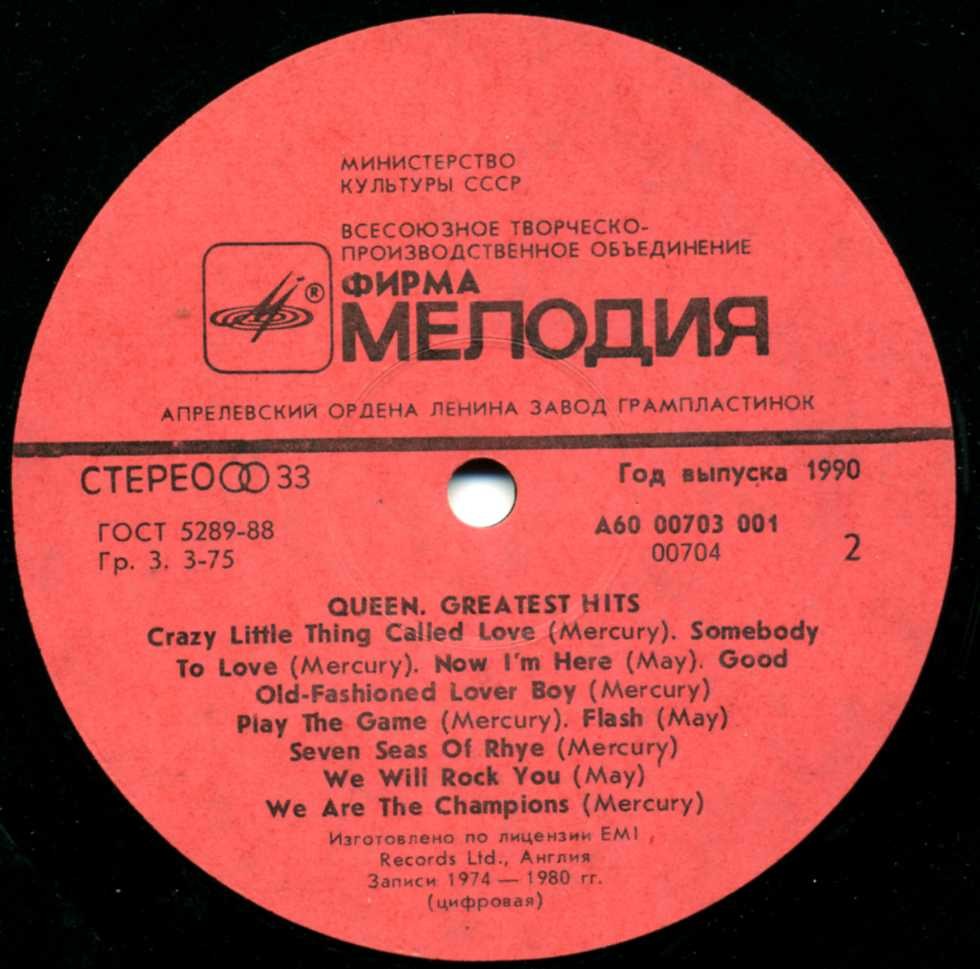 МИНИСТЕРСТВО
КУЛЬТУРЫ СССР
ВСЕСОЮЗНОЕ ТВОРЧЕСКО-
ПРОИЗВОДСТВЕННОЕ ОБЪЕДИНЕНИЕ
®
ФИРМА
МЕЛОДИЯ
АПРЕЛЕВСКИЙ ОРДЕНА ЛЕНИНА ЗАВОД ГРАМПЛАСТИНОК
СТЕРЕО 33
Год выпуска 1990
ГОСТ 5289-88
Гр. 3. 3-75
А60 00703 001
00704
2
QUEEN. GREATEST HITS
Crazy Little Thing Called Love (Mercury). Somebody
To Love (Mercury). Now I'm Here (May). Good
Old-Fashioned Lover Boy (Mercury)
Play The Game (Mercury). Flash (May)
Seven Seas Of Rhye (Mercury)
We Will Rock You (May)
We Are The Champions (Mercury)
Изготовлено по лицензии EMI
Records Ltd., Англия
Записи 1974 — 1980 гг.
(цифровая)